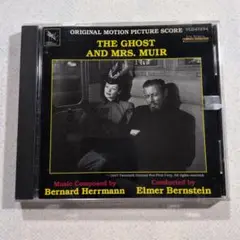 ORIGINAL MOTION PICTURE SCORE
THE GHOST
AND MRS. MUIR
Music Composed by
Bernard Herrmann
Conducted by
Elmer Bernstein